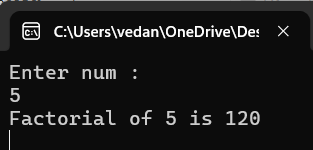 C:\Users\vedan\OneDrive\Des
Enter num :
5
Factorial of 5 is 120